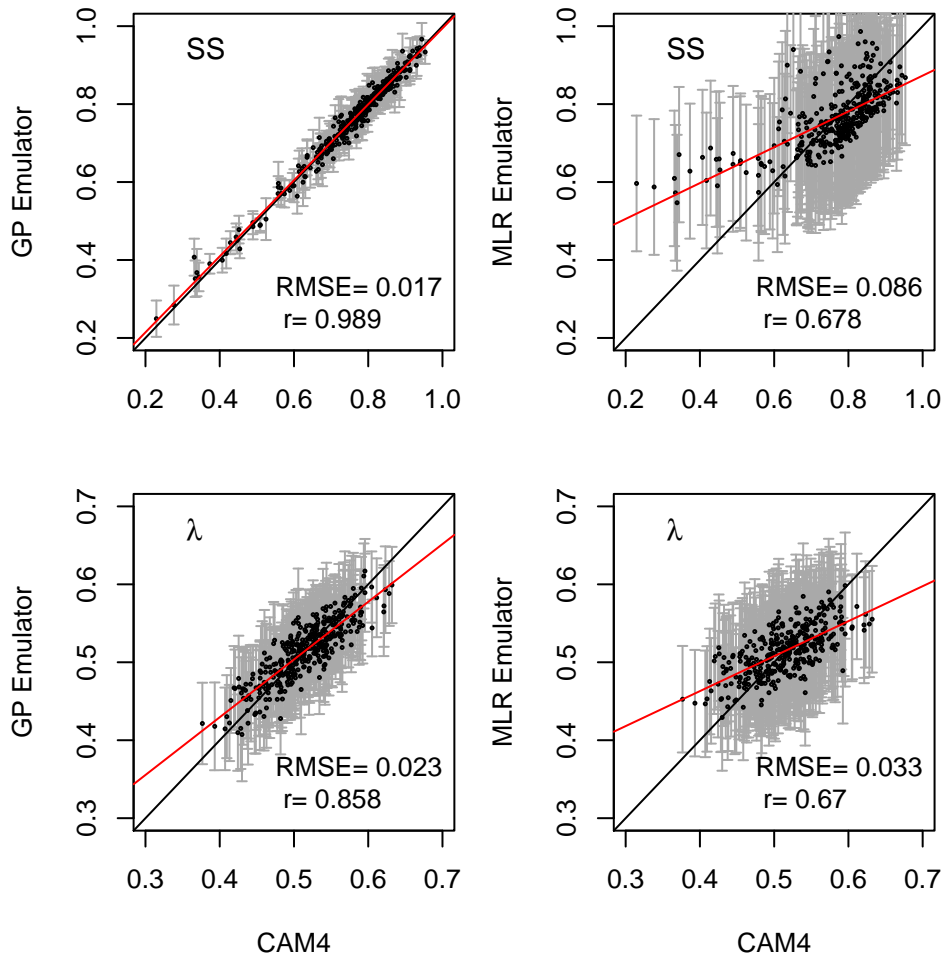 SS
GP Emulator
1.0
0.8
0.6
0.4
0.2
RMSE= 0.017
r= 0.989
0.2 0.4 0.6 0.8 1.0
SS
MLR Emulator
1.0
0.8
0.6
0.4
0.2
RMSE= 0.086
r= 0.678
0.2 0.4 0.6 0.8 1.0
λ
GP Emulator
0.7
0.6
0.5
0.4
0.3
RMSE= 0.023
r= 0.858
0.3 0.4 0.5 0.6 0.7
CAM4
λ
MLR Emulator
0.7
0.6
0.5
0.4
0.3
RMSE= 0.033
r= 0.67
0.3 0.4 0.5 0.6 0.7
CAM4